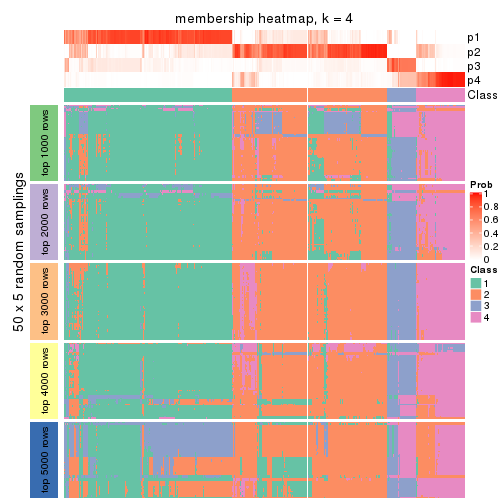 membership heatmap, k = 4
p1
p2
p3
p4
Class
50 x 5 random samplings
top 1000 rows
top 2000 rows
top 3000 rows
top 4000 rows
top 5000 rows
Prob
1
0.8
0.6
0.4
0.2
0
Class
1
2
3
4